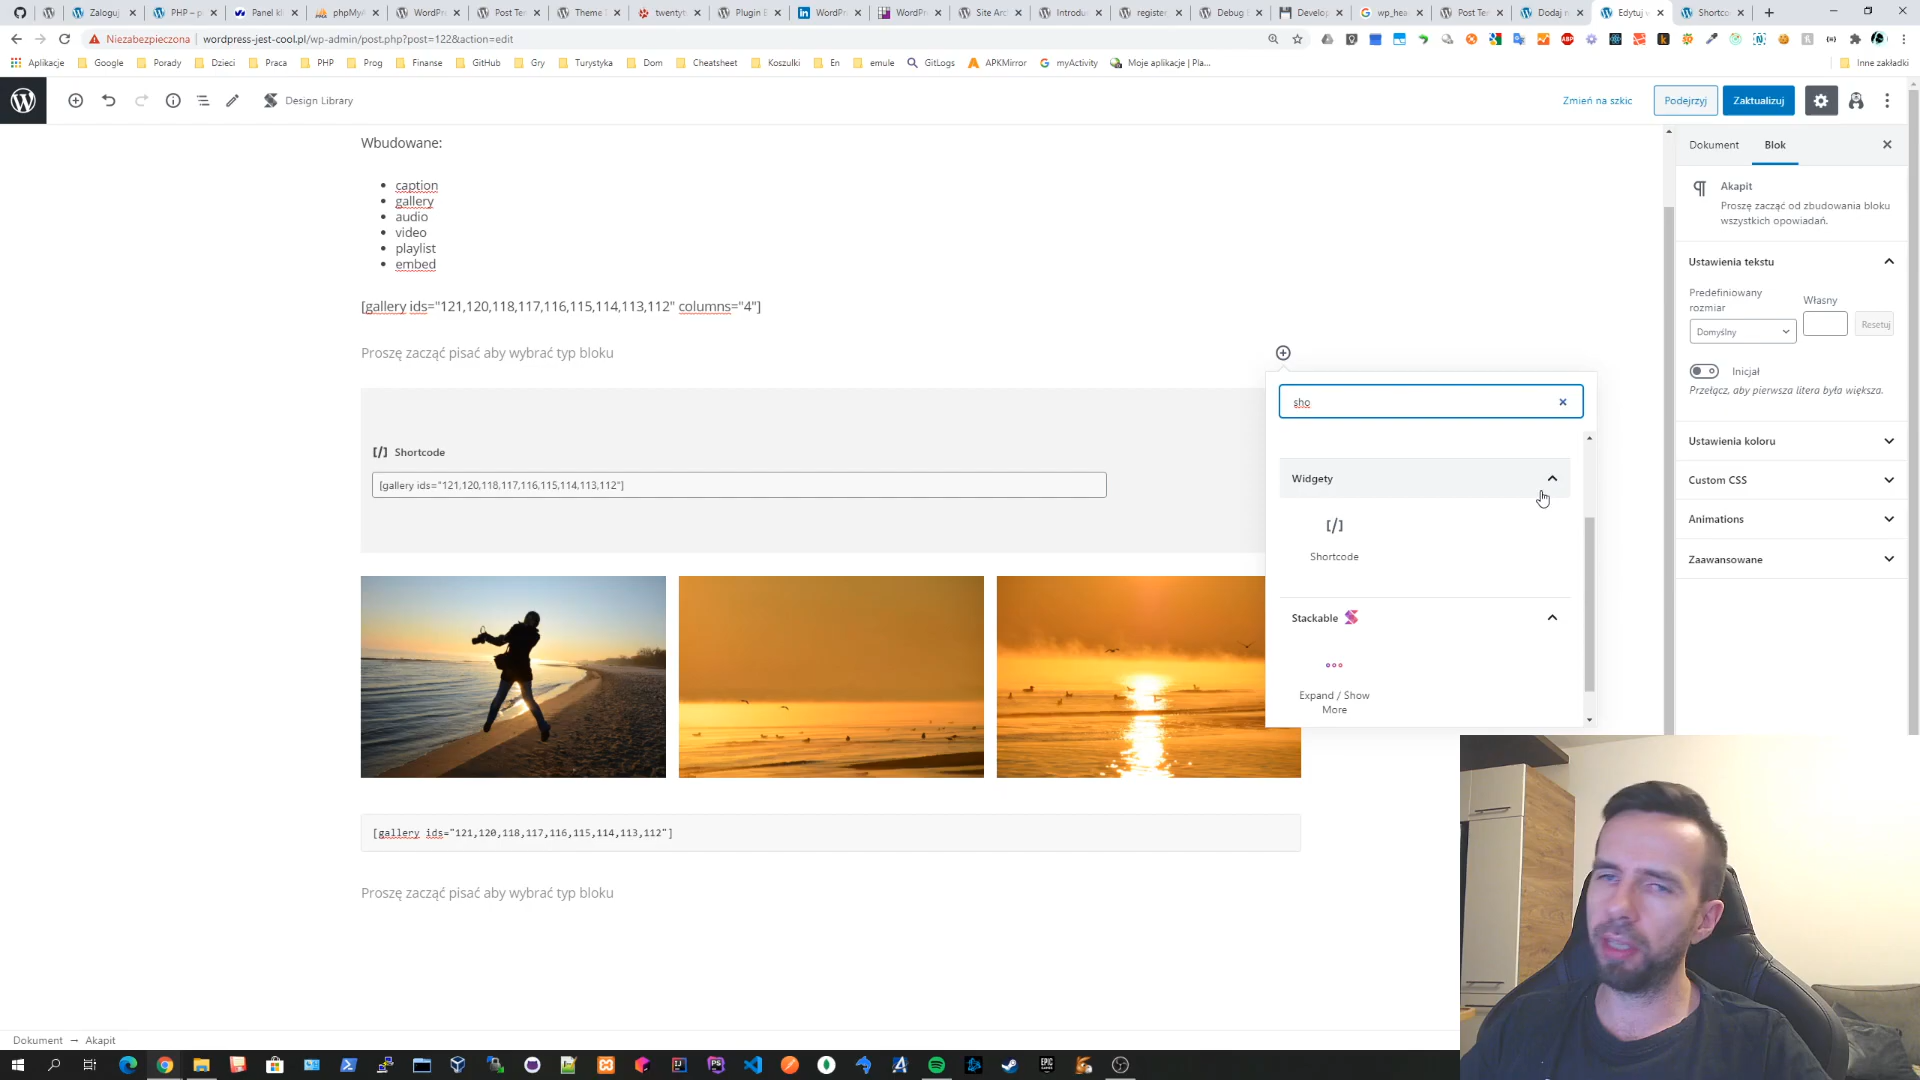 Zaloguj
PHP – p
Panel kl
phpMyA
WordPr
Post Ter
Theme
twentyt
Plugin E
WordPr
WordPr
Site Arc
Introdu
register
Debug
Develop
wp_hea
Post Ter
Dodaj n
Edytuj
Shortco
Niezabezpieczona
wordpress-jest-cool.pl/wp-admin/post.php?post=122&action=edit
Aplikacje
Google
Porady
Dzieci
Praca
PHP
Prog
Finanse
GitHub
Gry
Turystyka
Dom
Cheatsheet
Koszulki
En
emule
GitLogs
APKMirror
myActivity
Moje aplikacje | Pla...
Inne zakładki
Design Library
Zmień na szkic
Podejrzyj
Zaktualizuj
Wbudowane:
caption
gallery
audio
video
playlist
embed
[gallery ids="121,120,118,117,116,115,114,113,112" columns="4"]
Proszę zacząć pisać aby wybrać typ bloku
[/] Shortcode
[gallery ids="121,120,118,117,116,115,114,113,112"]
[gallery ids="121,120,118,117,116,115,114,113,112"]
Proszę zacząć pisać aby wybrać typ bloku
sho
Widgety
[/]
Shortcode
Stackable
Expand / Show
More
Dokument
Blok
Akapit
Proszę zacząć od zbudowania bloku
wszystkich opowiadań.
Ustawienia tekstu
Predefiniowany
rozmiar
Własny
Domyślny
Resetuj
Inicjał
Przełącz, aby pierwsza litera była większa.
Ustawienia koloru
Custom CSS
Animations
Zaawansowane
Dokument → Akapit